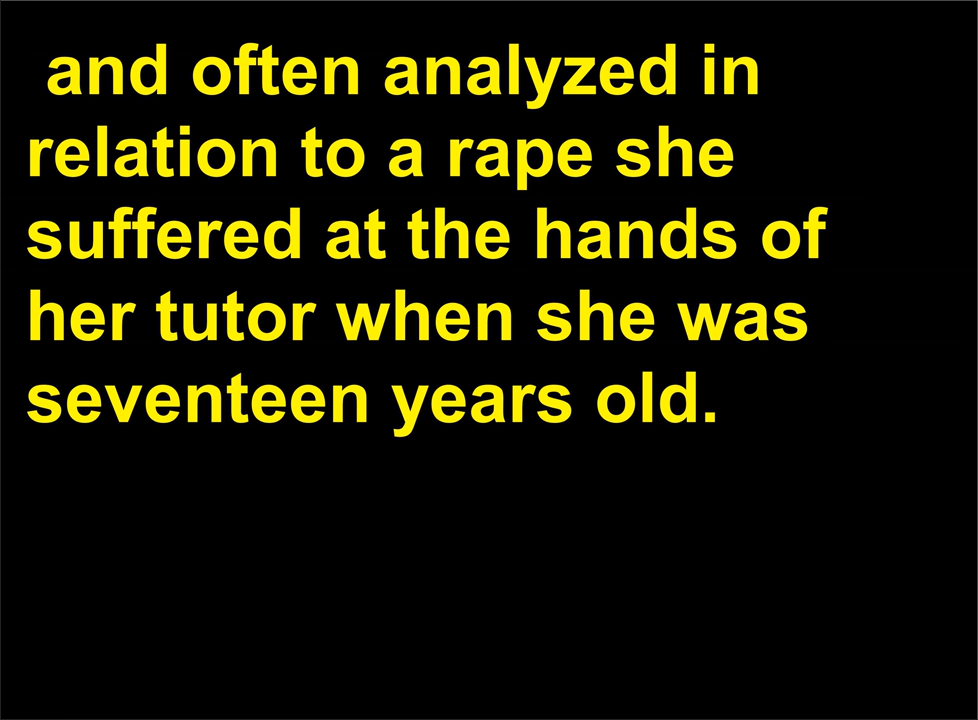 and often analyzed in
relation to a rape she
suffered at the hands of
her tutor when she was
seventeen years old.